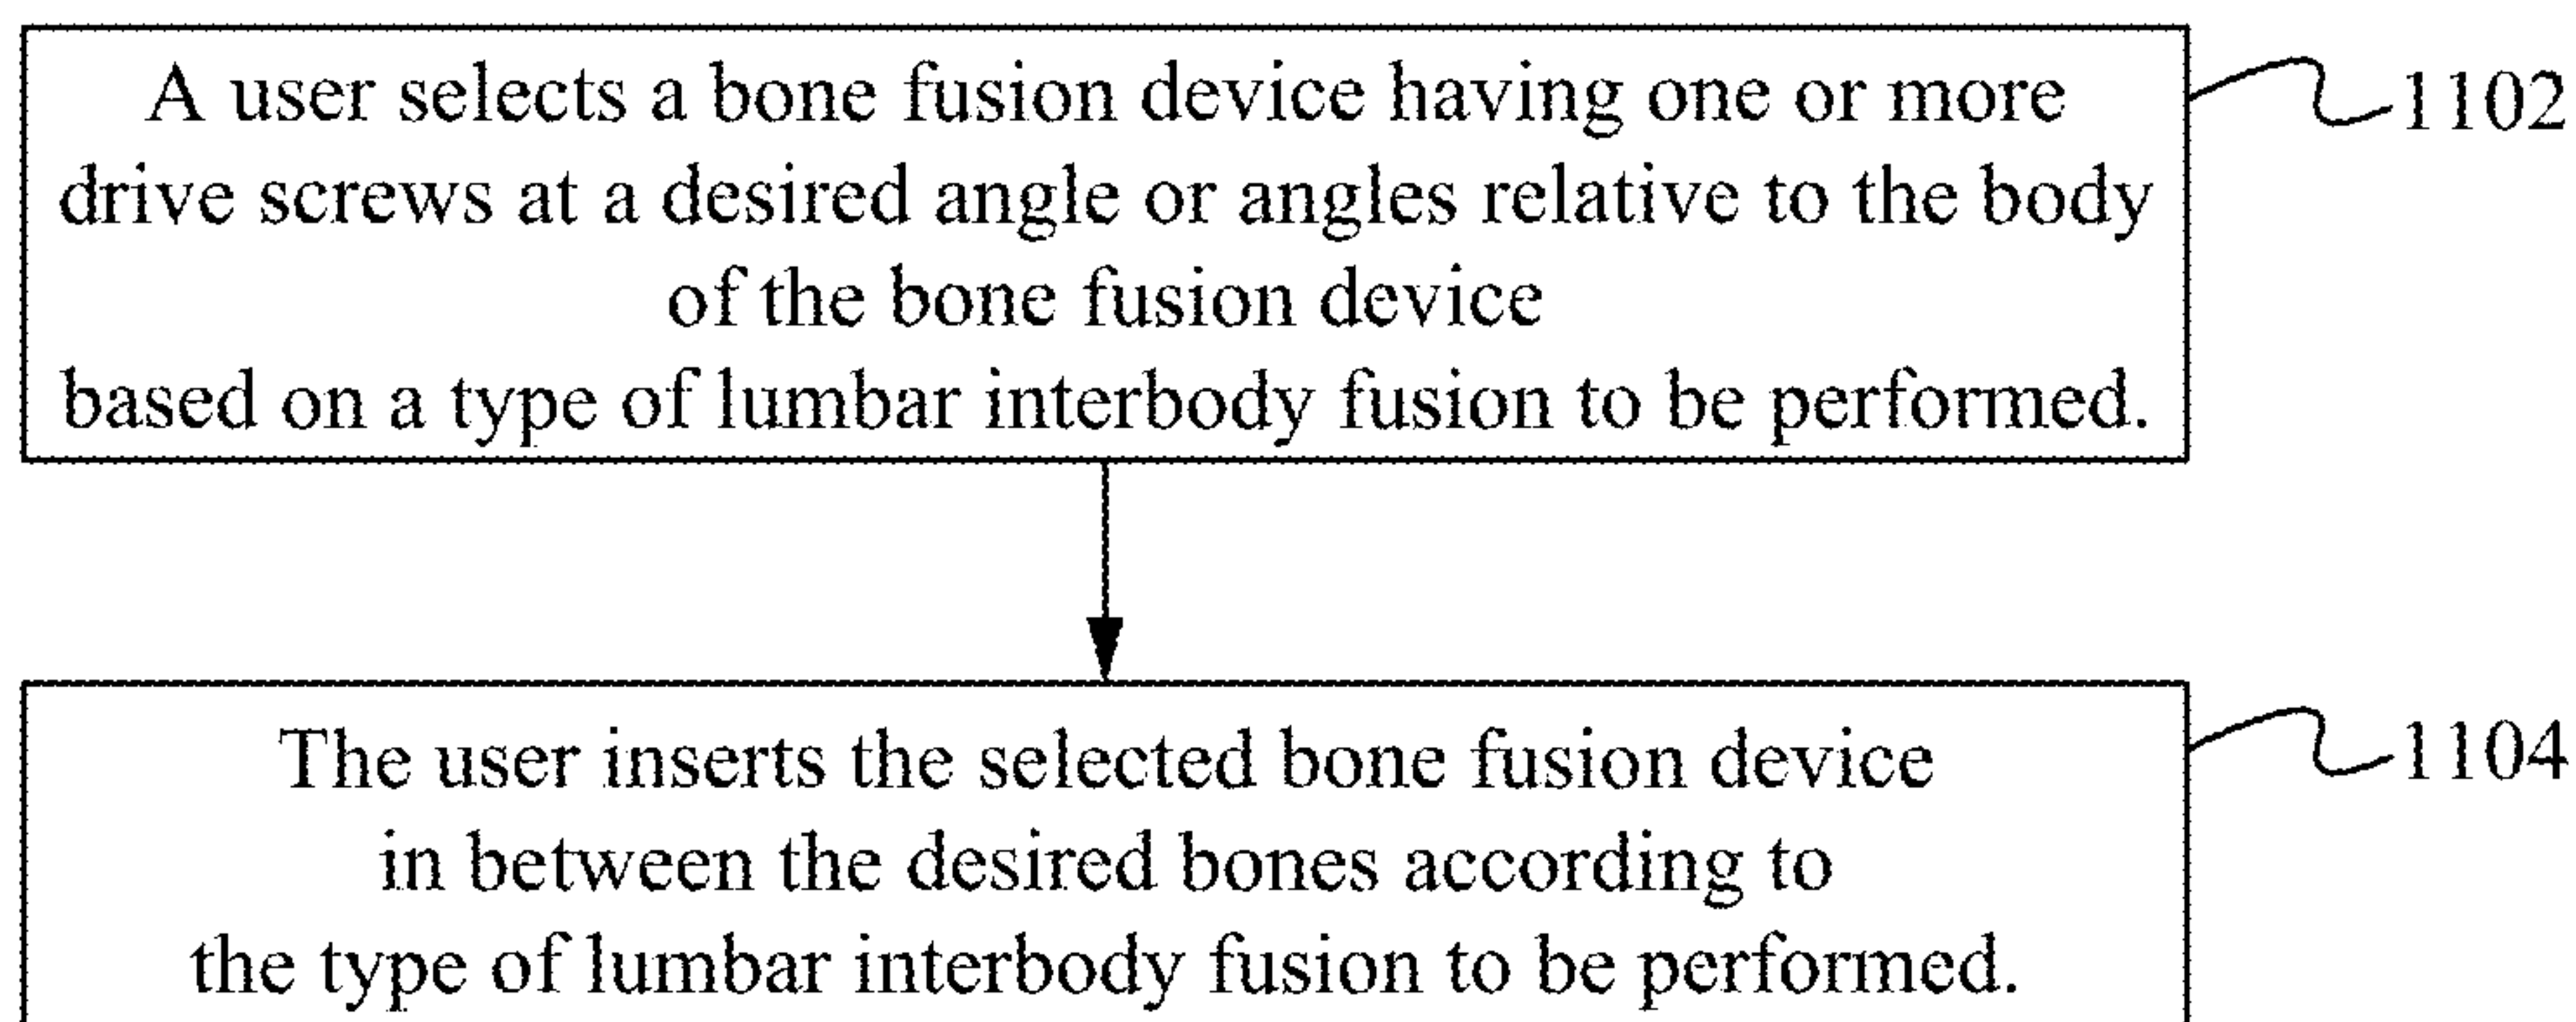 A user selects a bone fusion device having one or more
drive screws at a desired angle or angles relative to the body
of the bone fusion device
based on a type of lumbar interbody fusion to be performed.
1102
The user inserts the selected bone fusion device
in between the desired bones according to
the type of lumbar interbody fusion to be performed.
1104